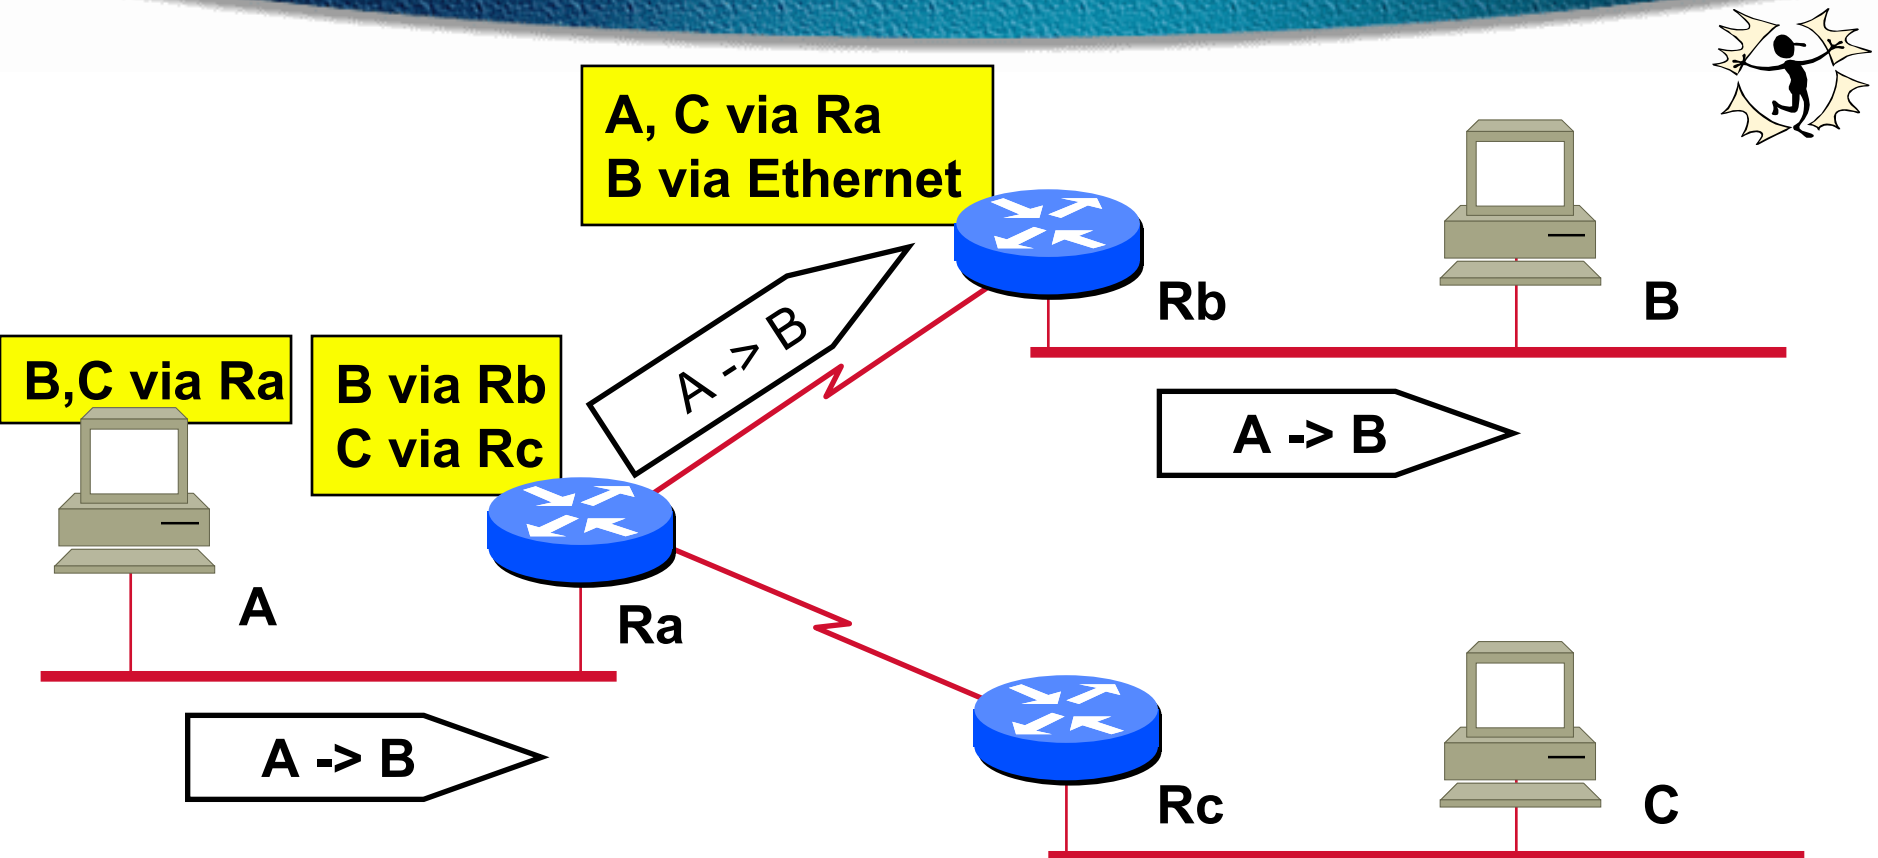 A, C via Ra
B via Ethernet
Rb
B
B,C via Ra
B via Rb
C via Rc
A -> B
A -> B
A
Ra
A -> B
Rc
C